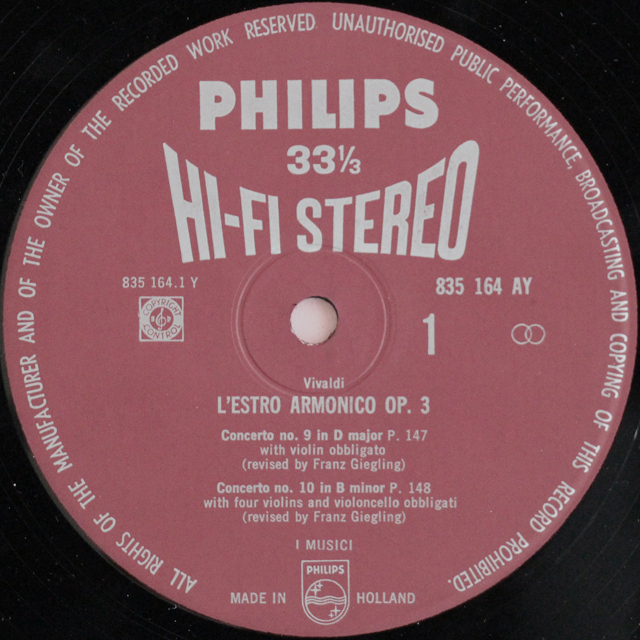 ALL RIGHTS OF THE MANUFACTURER AND OF THE OWNER OF THE RECORDED WORK RESERVED UNAUTHORISED PUBLIC PERFORMANCE, BROADCASTING AND COPYING OF THIS RECORD PROHIBITED.
PHILIPS
33⅓
HI-FI STEREO
835 164.1 Y
835 164 AY
COPYRIGHT
CONTROL
1
Vivaldi
L'ESTRO ARMONICO OP. 3
Concerto no. 9 in D major P. 147
with violin obbligato
(revised by Franz Giegling)
Concerto no. 10 in B minor P. 148
with four violins and violoncello obbligati
(revised by Franz Giegling)
I MUSICI
PHILIPS
MADE IN HOLLAND